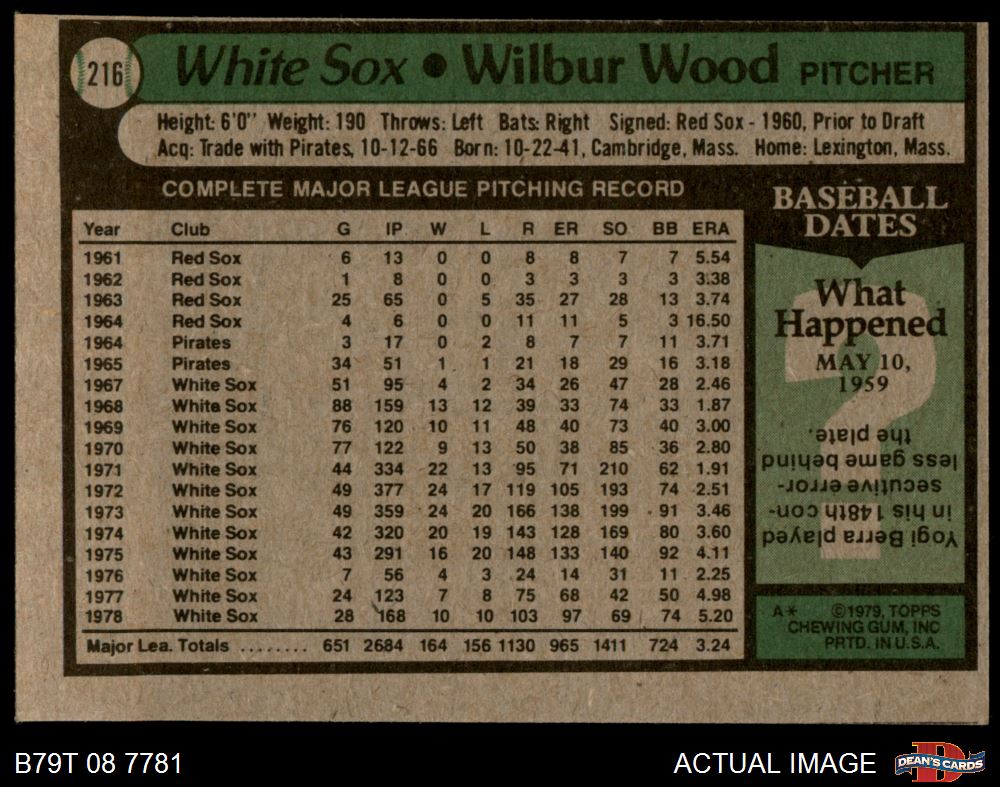 216 White Sox • Wilbur Wood PITCHER
Height: 6'0" Weight: 190 Throws: Left Bats: Right Signed: Red Sox - 1960, Prior to Draft
Acq: Trade with Pirates, 10-12-66 Born: 10-22-41, Cambridge, Mass. Home: Lexington, Mass.
COMPLETE MAJOR LEAGUE PITCHING RECORD
Year Club G IP W L R ER SO BB ERA
1961 Red Sox 6 13 0 0 8 8 7 7 5.54
1962 Red Sox 1 8 0 0 3 3 3 3 3.38
1963 Red Sox 25 65 0 5 35 27 28 13 3.74
1964 Red Sox 4 6 0 0 11 11 5 3 16.50
1964 Pirates 3 17 0 2 8 7 7 11 3.71
1965 Pirates 34 51 1 1 21 18 29 16 3.18
1967 White Sox 51 95 4 2 34 26 47 28 2.46
1968 White Sox 88 159 13 12 39 33 74 33 1.87
1969 White Sox 76 120 10 11 48 40 73 40 3.00
1970 White Sox 77 122 9 13 50 38 85 36 2.80
1971 White Sox 44 334 22 13 95 71 210 62 1.91
1972 White Sox 49 377 24 17 119 105 193 74 2.51
1973 White Sox 49 359 24 20 166 138 199 91 3.46
1974 White Sox 42 320 20 19 143 128 169 80 3.60
1975 White Sox 43 291 16 20 148 133 140 92 4.11
1976 White Sox 7 56 4 3 24 14 31 11 2.25
1977 White Sox 24 123 7 8 75 68 42 50 4.98
1978 White Sox 28 168 10 10 103 97 69 74 5.20
Major Lea. Totals ........ 651 2684 164 156 1130 965 1411 724 3.24
BASEBALL
DATES
What
Happened
MAY 10,
1959
?
Yogi Berra played
in his 148th con-
secutive error-
less game behind
the plate.
A* ©1979, TOPPS
CHEWING GUM, INC
PRTD. IN U.S.A.
B79T 08 7781
ACTUAL IMAGE
D
DEAN'S CARDS